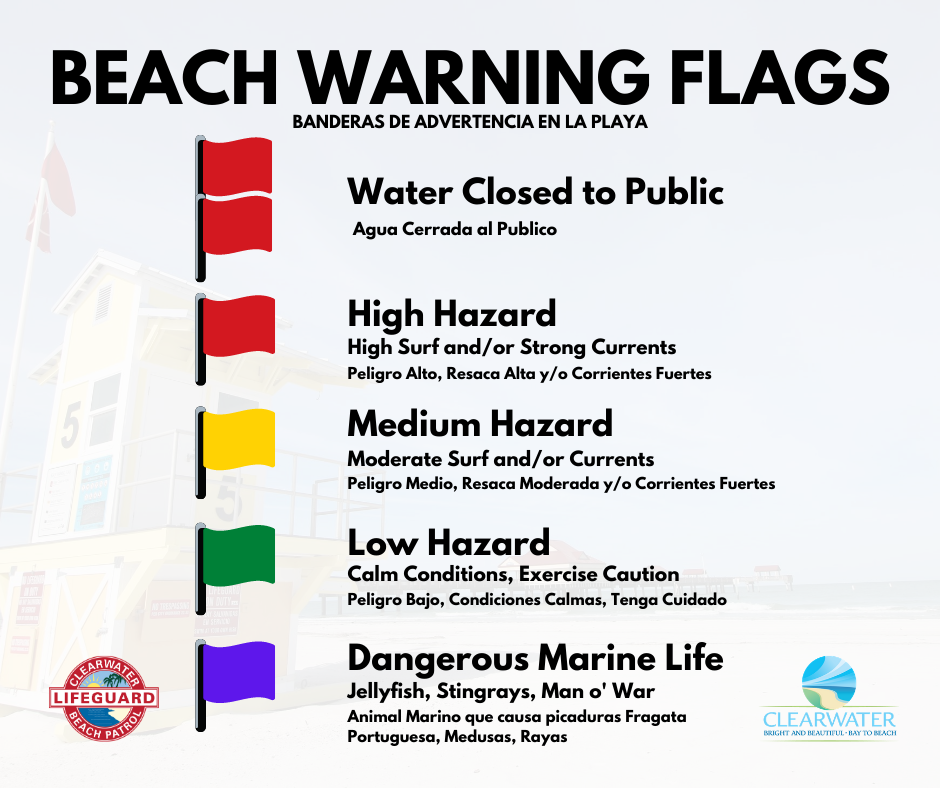 BEACH WARNING FLAGS
BANDERAS DE ADVERTENCIA EN LA PLAYA
Water Closed to Public
Agua Cerrada al Publico
High Hazard
High Surf and/or Strong Currents
Peligro Alto, Resaca Alta y/o Corrientes Fuertes
Medium Hazard
Moderate Surf and/or Currents
Peligro Medio, Resaca Moderada y/o Corrientes Fuertes
5
5
Low Hazard
Calm Conditions, Exercise Caution
Peligro Bajo, Condiciones Calmas, Tenga Cuidado
Dangerous Marine Life
Jellyfish, Stingrays, Man o' War
Animal Marino que causa picaduras Fragata
Portuguesa, Medusas, Rayas
CLEARWATER
LIFEGUARD
BEACH PATROL
CLEARWATER
BRIGHT AND BEAUTIFUL · BAY TO BEACH